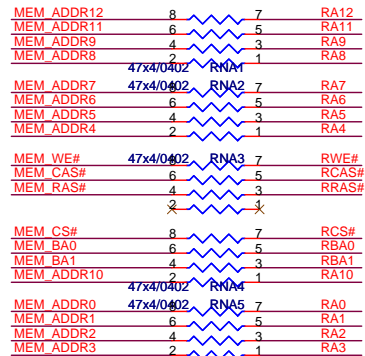 MEM_ADDR12 8 7 RA12
MEM_ADDR11 6 5 RA11
MEM_ADDR9 4 3 RA9
MEM_ADDR8 2 1 RA8
47x4/0402 RNA1
MEM_ADDR7 47x4/0402 8 RNA2 7 RA7
MEM_ADDR6 6 5 RA6
MEM_ADDR5 4 3 RA5
MEM_ADDR4 2 1 RA4
MEM_WE# 47x4/0402 8 RNA3 7 RWE#
MEM_CAS# 6 5 RCAS#
MEM_RAS# 4 3 RRAS#
2 1
MEM_CS# 8 7 RCS#
MEM_BA0 6 5 RBA0
MEM_BA1 4 3 RBA1
MEM_ADDR10 2 1 RA10
47x4/0402 RNA4
MEM_ADDR0 47x4/0402 8 RNA5 7 RA0
MEM_ADDR1 6 5 RA1
MEM_ADDR2 4 3 RA2
MEM_ADDR3 2 1 RA3